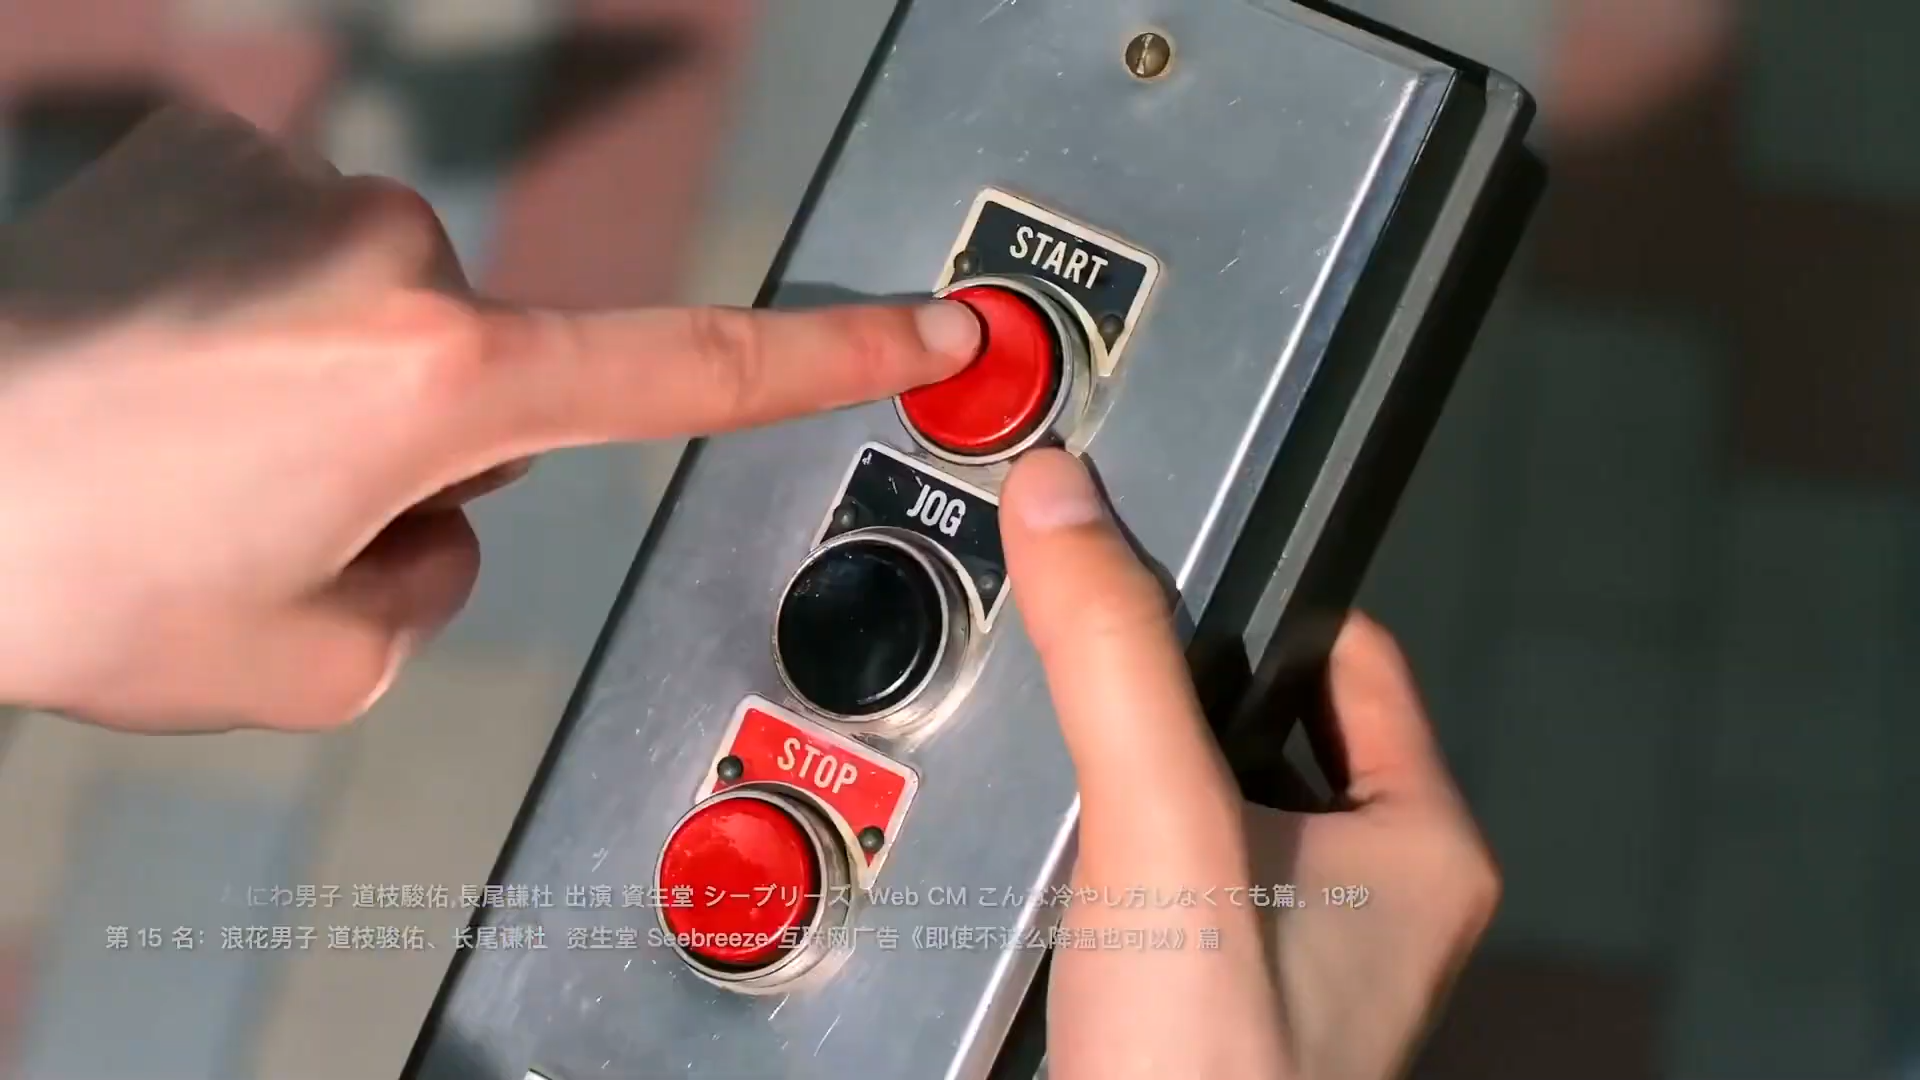 START
JOG
STOP
にわ男子 道枝駿佑,長尾謙杜 出演 資生堂 シーブリーズ Web CM こんな冷やし方しなくても篇。19秒
第 15 名：浪花男子 道枝骏佑、长尾谦杜 资生堂 Seebreeze 互联网广告《即使不这么降温也可以》篇